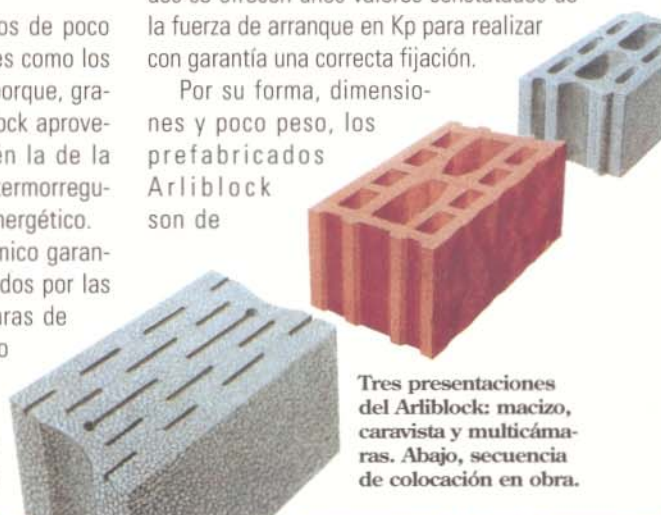 os de poco
es como los
porque, gra-
ock aprove-
én la de la
termorregu-
nergético.
nico garan-
dos por las
aras de
o
la fuerza de arranque en Kp para realizar
con garantía una correcta fijación.
Por su forma, dimensio-
nes y poco peso, los
prefabricados
Arliblock
son de
Tres presentaciones
del Arliblock: macizo,
caravista y multicáma-
ras. Abajo, secuencia
de colocación en obra.